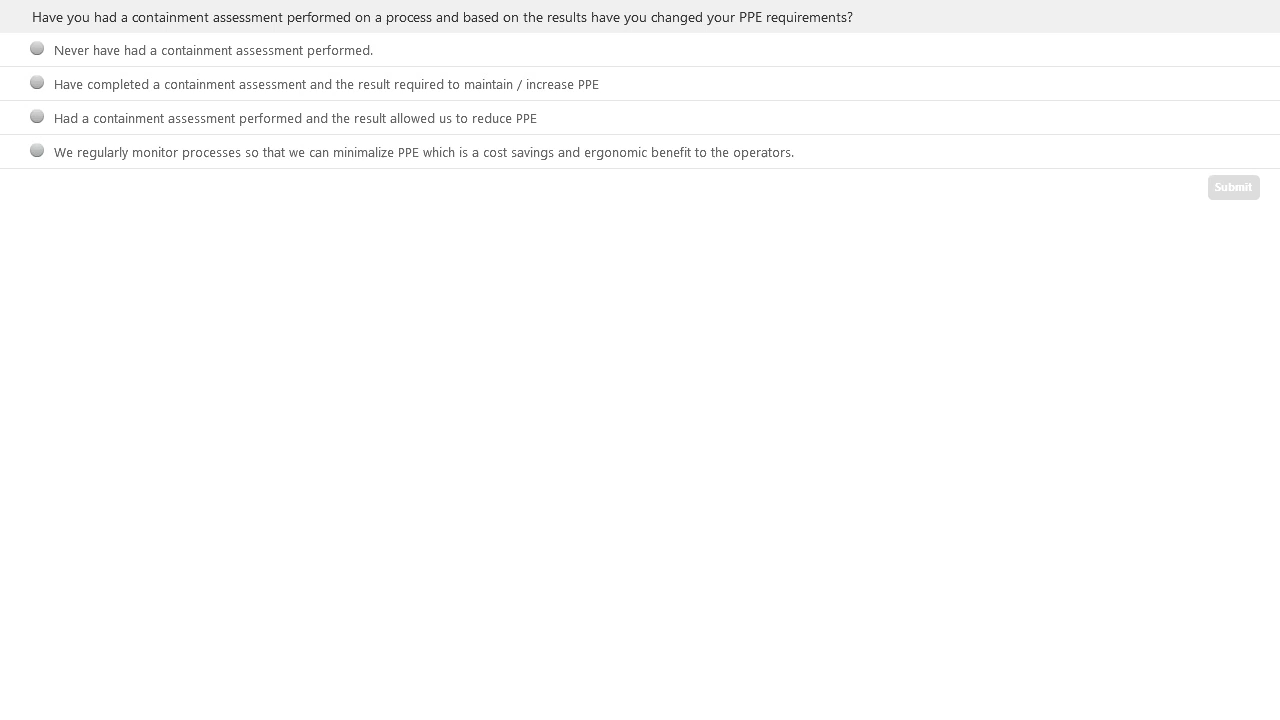 Have you had a containment assessment performed on a process and based on the results have you changed your PPE requirements?
Never have had a containment assessment performed.
Have completed a containment assessment and the result required to maintain / increase PPE
Had a containment assessment performed and the result allowed us to reduce PPE
We regularly monitor processes so that we can minimalize PPE which is a cost savings and ergonomic benefit to the operators.
Submit